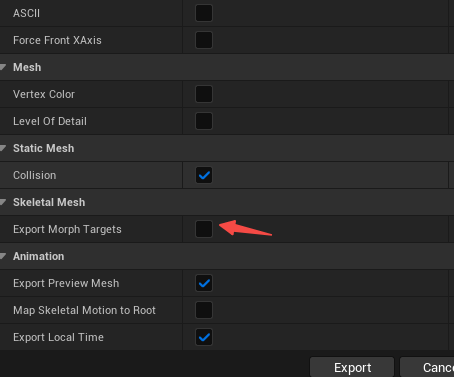 ASCII
Force Front XAxis
Mesh
Vertex Color
Level Of Detail
Static Mesh
Collision
Skeletal Mesh
Export Morph Targets
Animation
Export Preview Mesh
Map Skeletal Motion to Root
Export Local Time
Export Canc